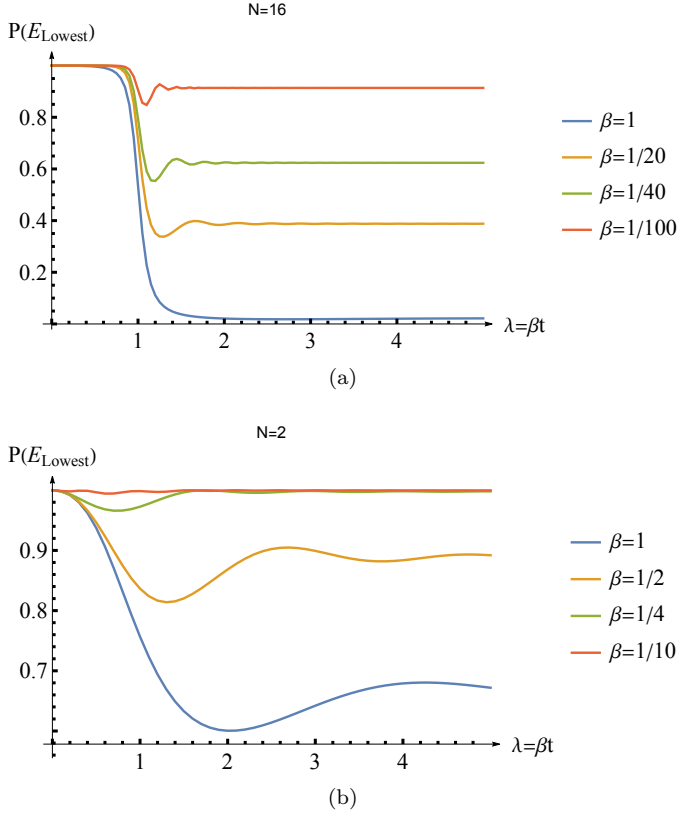 N=16
P(E_Lowest)
0.8
0.6
0.4
0.2
1 2 3 4
λ=βt
β=1
β=1/20
β=1/40
β=1/100
(a)
N=2
P(E_Lowest)
0.9
0.8
0.7
1 2 3 4
λ=βt
β=1
β=1/2
β=1/4
β=1/10
(b)